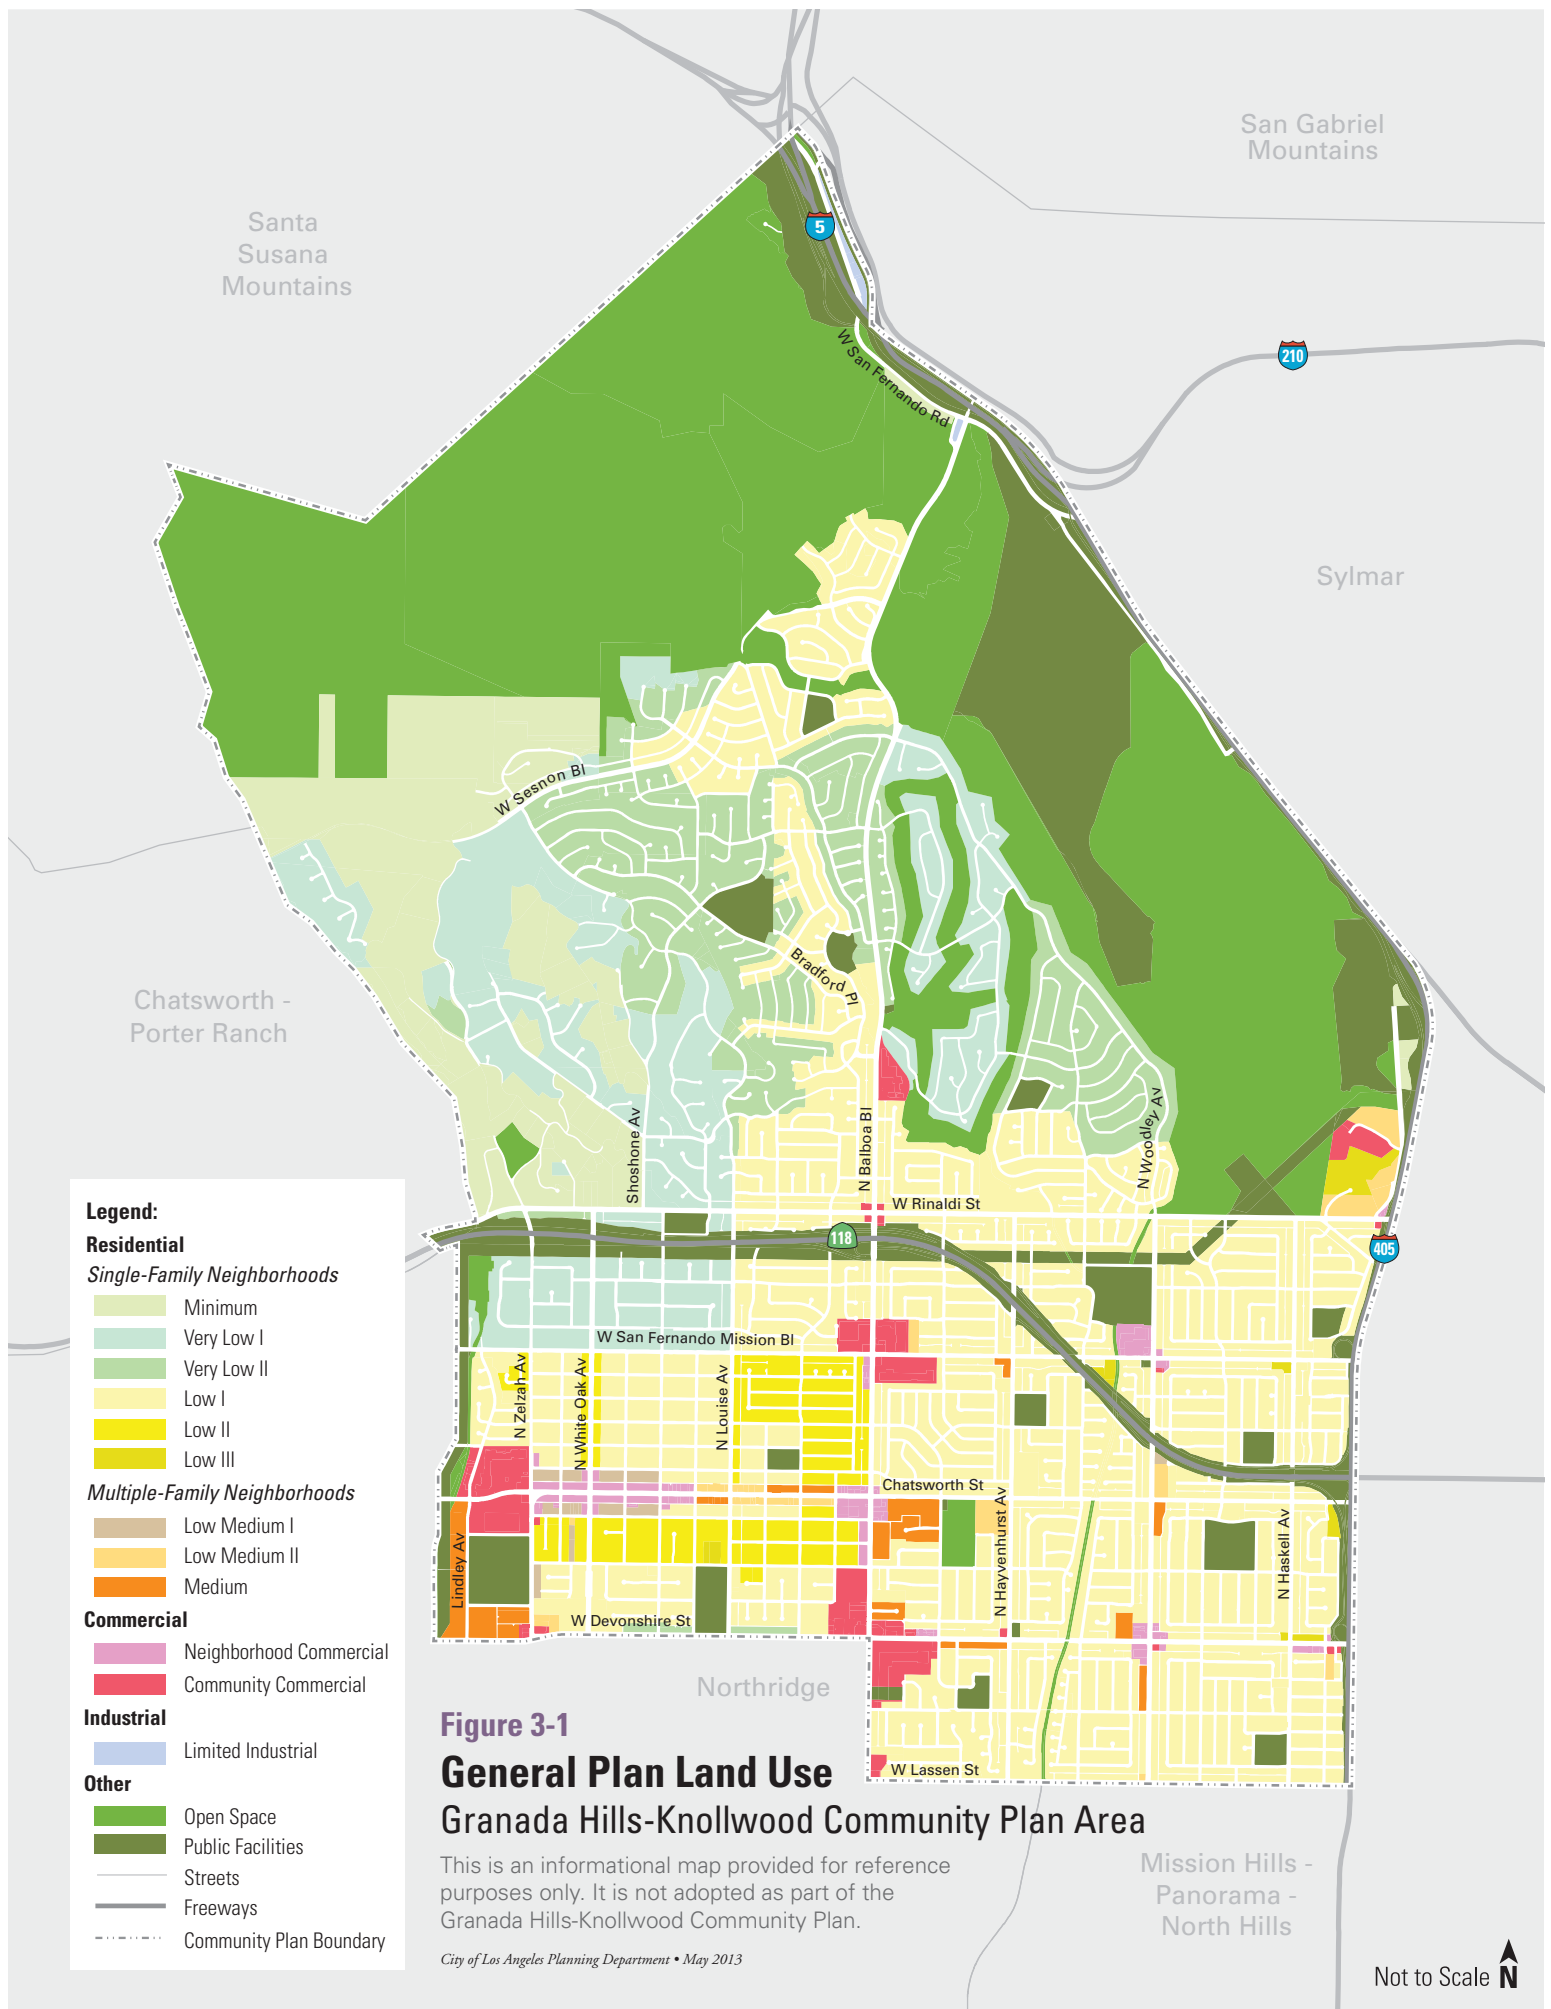 San Gabriel
Mountains
Santa
Susana
Mountains
5
W San Fernando Rd
210
Sylmar
W Sesnon Bl
Bradford Pl
Chatsworth -
Porter Ranch
Shoshone Av
N Balboa Bl
N Woodley Av
W Rinaldi St
118
405
W San Fernando Mission Bl
N Zelzah Av
N White Oak Av
N Louise Av
Chatsworth St
N Hayvenhurst Av
N Haskell Av
Lindley Av
W Devonshire St
Northridge
W Lassen St
Legend:
Residential
Single-Family Neighborhoods
Minimum
Very Low I
Very Low II
Low I
Low II
Low III
Multiple-Family Neighborhoods
Low Medium I
Low Medium II
Medium
Commercial
Neighborhood Commercial
Community Commercial
Industrial
Limited Industrial
Other
Open Space
Public Facilities
Streets
Freeways
Community Plan Boundary
Figure 3-1
General Plan Land Use
Granada Hills-Knollwood Community Plan Area
This is an informational map provided for reference
purposes only. It is not adopted as part of the
Granada Hills-Knollwood Community Plan.
City of Los Angeles Planning Department • May 2013
Mission Hills -
Panorama -
North Hills
Not to Scale N